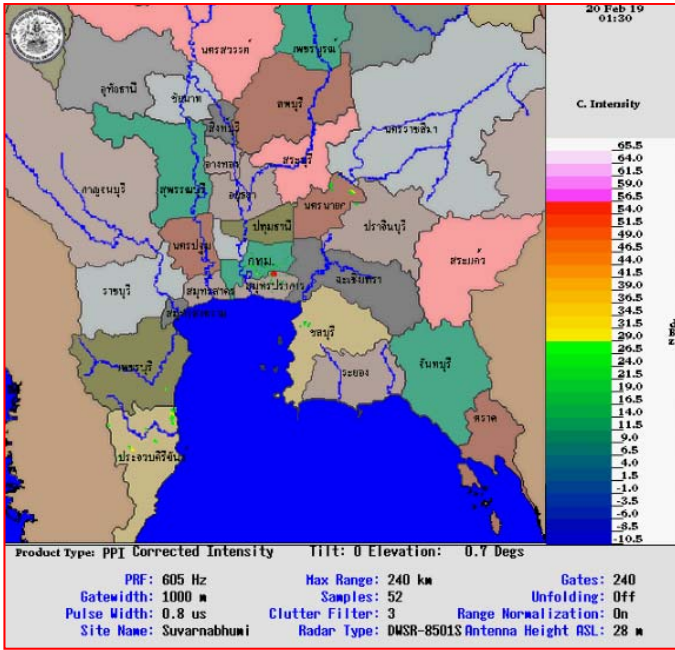 20 Feb 19
01:30
C. Intensity
65.5
64.0
61.5
59.0
56.5
54.0
51.5
49.0
46.5
44.0
41.5
39.0
36.5
34.0
31.5
29.0
26.5
24.0
21.5
19.0
16.5
14.0
11.5
9.0
6.5
4.0
1.5
-1.0
-3.5
-6.0
-8.5
-10.5
นครสวรรค์
เพชรบูรณ์
อุทัยธานี
ชัยนาท
ลพบุรี
สิงห์บุรี
นครราชสีมา
อ่างทอง
สระบุรี
กาญจนบุรี
สุพรรณบุรี
อยุธยา
นครนายก
ปราจีนบุรี
ปทุมธานี
นครปฐม
กทม.
สระแก้ว
ฉะเชิงเทรา
สมุทรปราการ
สมุทรสาคร
ราชบุรี
ชลบุรี
เพชรบุรี
ระยอง
จันทบุรี
ตราด
ประจวบคีรีขันธ์
Product Type: PPI Corrected Intensity Tilt: 0 Elevation: 0.7 Degs
PRF: 605 Hz Max Range: 240 km Gates: 240
Gatewidth: 1000 m Samples: 52 Unfolding: Off
Pulse Width: 0.8 us Clutter Filter: 3 Range Normalization: On
Site Name: Suvarnabhumi Radar Type: DWSR-8501S Antenna Height ASL: 28 m